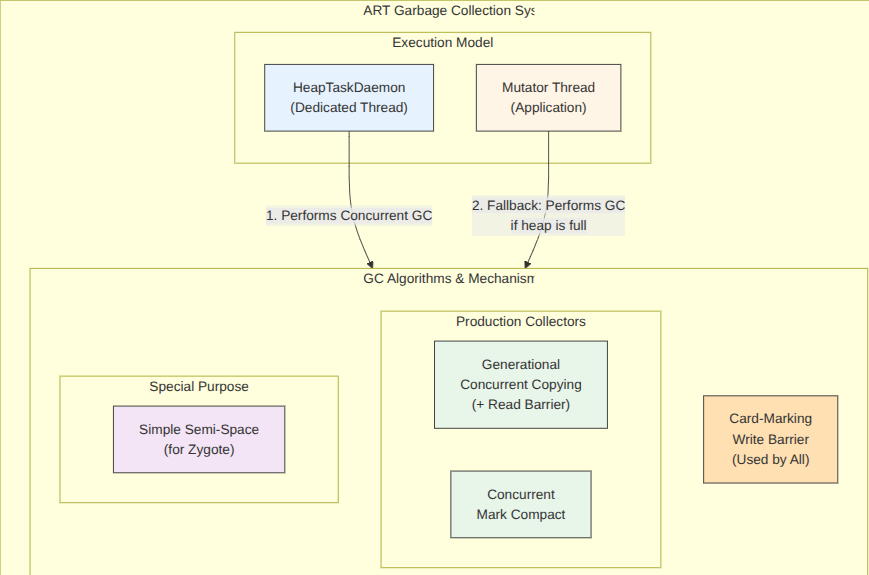 ART Garbage Collection Sys
Execution Model
HeapTaskDaemon
(Dedicated Thread)
Mutator Thread
(Application)
1. Performs Concurrent GC
2. Fallback: Performs GC
if heap is full
GC Algorithms & Mechanism
Production Collectors
Generational
Concurrent Copying
(+ Read Barrier)
Special Purpose
Simple Semi-Space
(for Zygote)
Card-Marking
Write Barrier
(Used by All)
Concurrent
Mark Compact